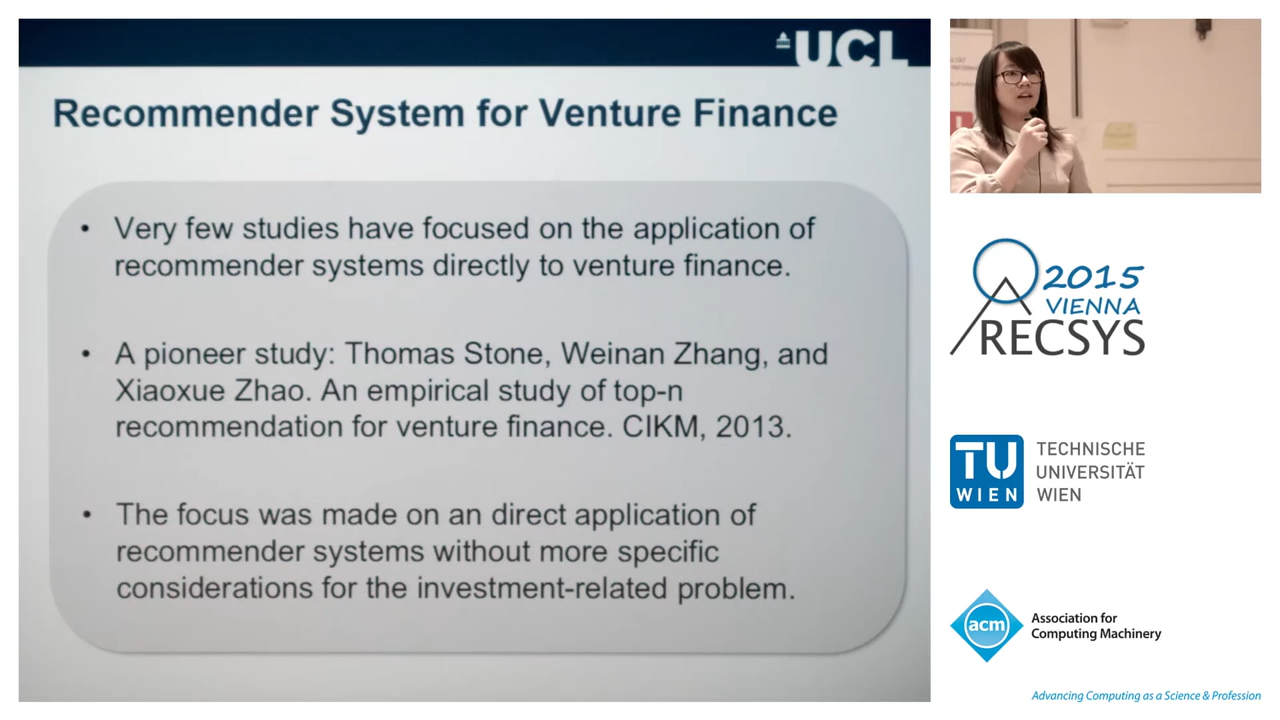 UCL
Recommender System for Venture Finance
• Very few studies have focused on the application of
recommender systems directly to venture finance.
• A pioneer study: Thomas Stone, Weinan Zhang, and
Xiaoxue Zhao. An empirical study of top-n
recommendation for venture finance. CIKM, 2013.
• The focus was made on an direct application of
recommender systems without more specific
considerations for the investment-related problem.
2015
VIENNA
RECSYS
TU
WIEN
TECHNISCHE
UNIVERSITÄT
WIEN
acm
Association for
Computing Machinery
Advancing Computing as a Science & Profession